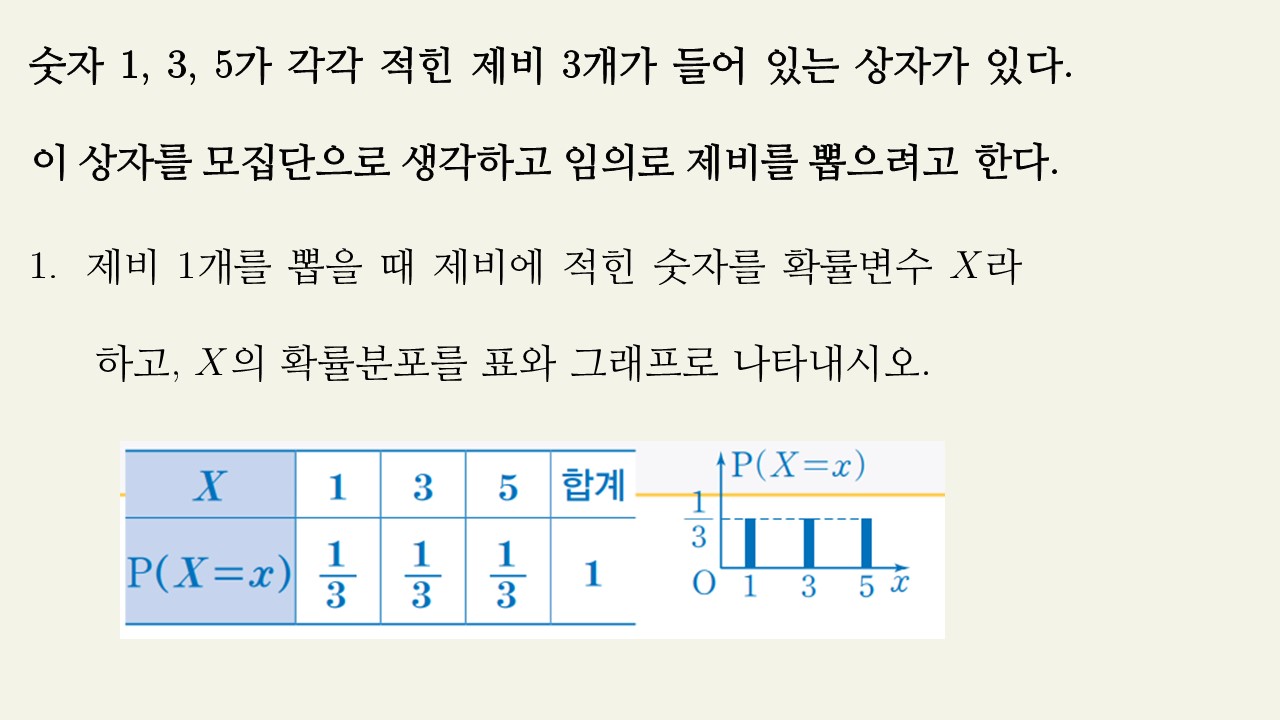 숫자 1, 3, 5가 각각 적힌 제비 3개가 들어 있는 상자가 있다.
이 상자를 모집단으로 생각하고 임의로 제비를 뽑으려고 한다.
1. 제비 1개를 뽑을 때 제비에 적힌 숫자를 확률변수 X라
하고, X의 확률분포를 표와 그래프로 나타내시오.
X 1 3 5 합계
P(X=x) 1/3 1/3 1/3 1
P(X=x)
1/3
O 1 3 5 x